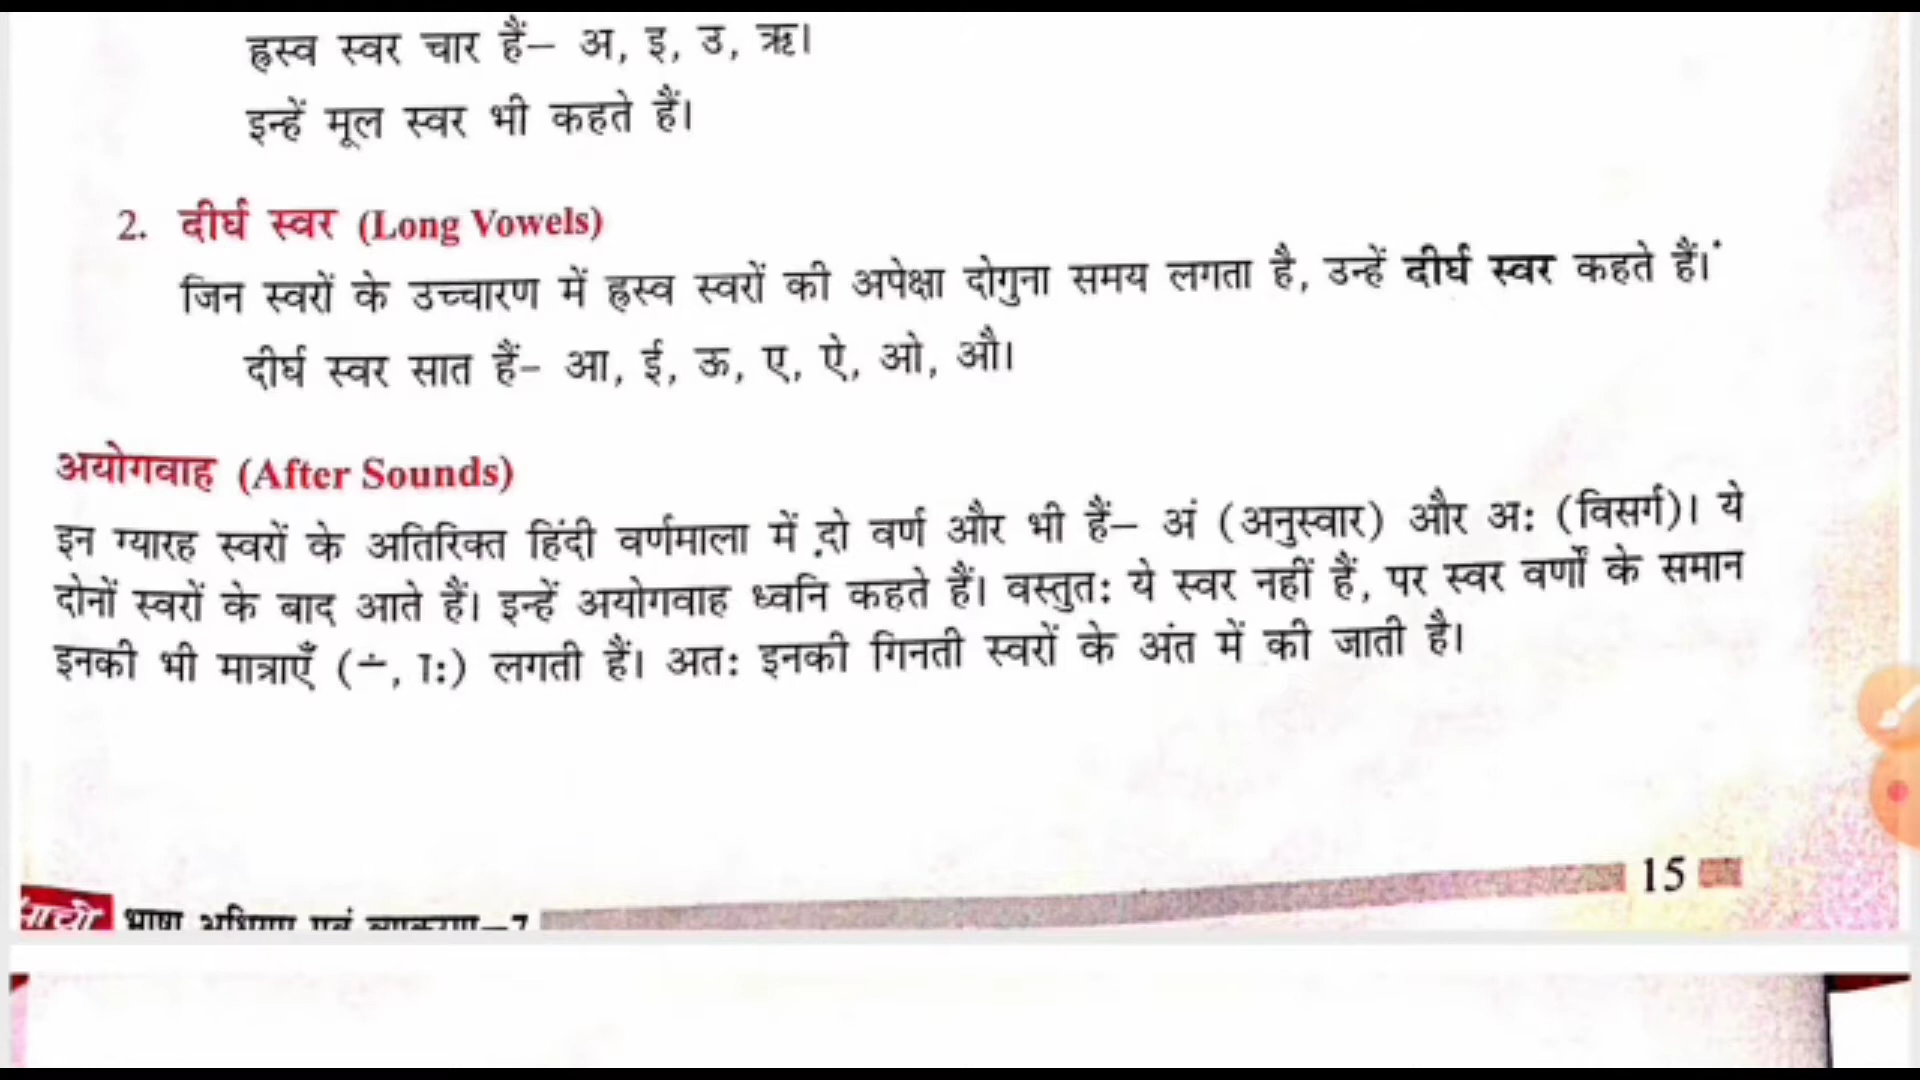 ह्रस्व स्वर चार हैं– अ, इ, उ, ऋ।
इन्हें मूल स्वर भी कहते हैं।
2. दीर्घ स्वर (Long Vowels)
जिन स्वरों के उच्चारण में ह्रस्व स्वरों की अपेक्षा दोगुना समय लगता है, उन्हें दीर्घ स्वर कहते हैं।
दीर्घ स्वर सात हैं– आ, ई, ऊ, ए, ऐ, ओ, औ।
अयोगवाह (After Sounds)
इन ग्यारह स्वरों के अतिरिक्त हिंदी वर्णमाला में दो वर्ण और भी हैं– अं (अनुस्वार) और अः (विसर्ग)। ये
दोनों स्वरों के बाद आते हैं। इन्हें अयोगवाह ध्वनि कहते हैं। वस्तुतः ये स्वर नहीं हैं, पर स्वर वर्णों के समान
इनकी भी मात्राएँ (–ं, ाः) लगती हैं। अतः इनकी गिनती स्वरों के अंत में की जाती है।
15
भाषा एवं व्याकरण–7